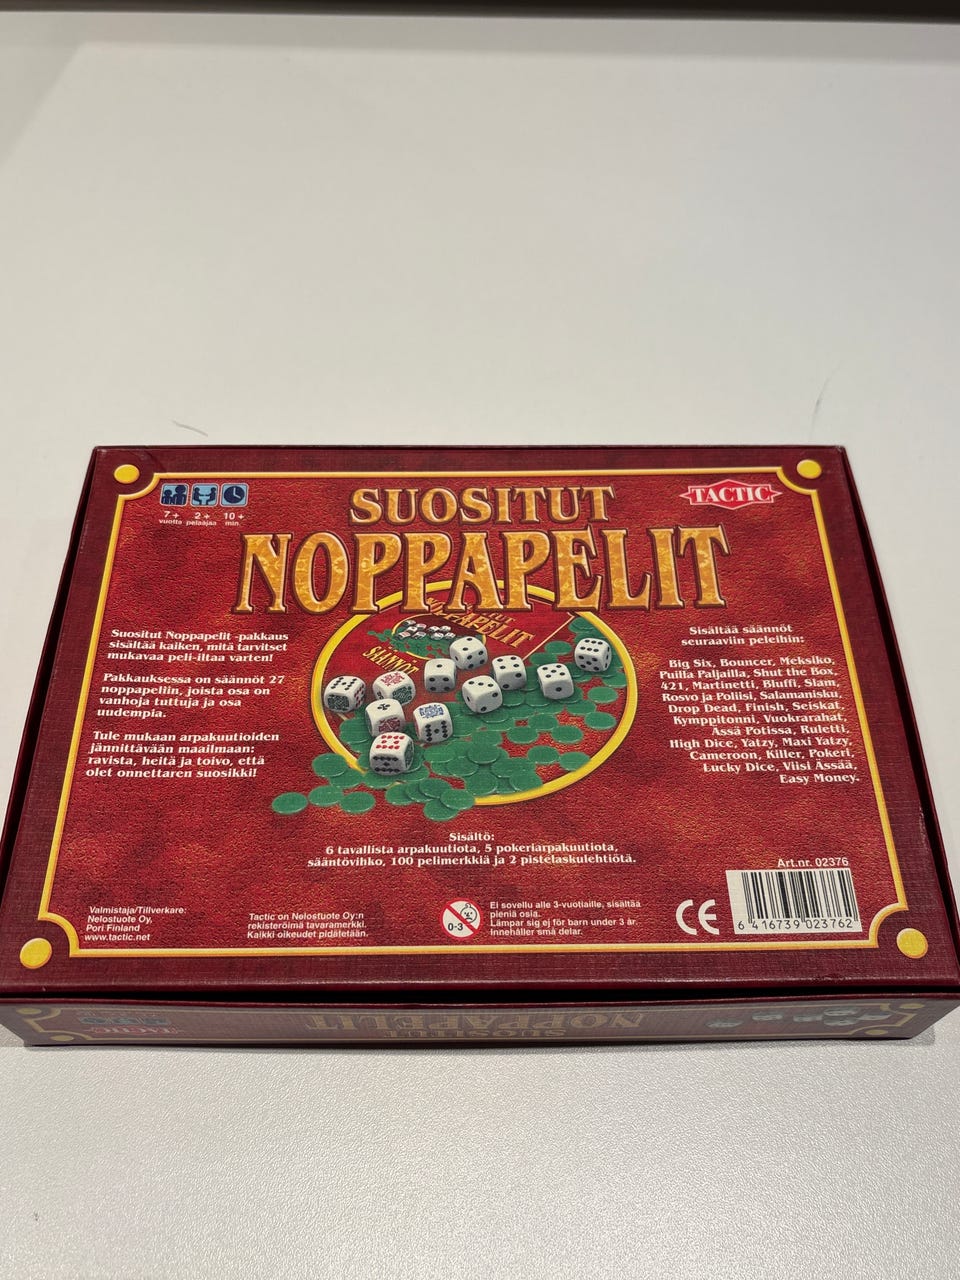 7+ vuotta
2+ pelaajaa
10+ min.
SUOSITUT
NOPPAPELIT
TACTIC
Suositut Noppapelit -pakkaus
sisältää kaiken, mitä tarvitset
mukavaa peli-iltaa varten!
Pakkauksessa on säännöt 27
noppapeliin, joista osa on
vanhoja tuttuja ja osa
uudempia.
Tule mukaan arpakuutioiden
jännittävään maailmaan:
ravista, heitä ja toivo, että
olet onnettaren suosikki!
NOPPAPELIT
SÄÄNNÖT
Sisältää säännöt
seuraaviin peleihin:
Big Six, Bouncer, Meksiko,
Puilla Paljailla, Shut the Box,
421, Martinetti, Bluffi, Slam,
Rosvo ja Poliisi, Salamanisku,
Drop Dead, Finish, Seiskat,
Kymppitonni, Vuokrarahat,
Ässä Potissa, Ruletti,
High Dice, Yatzy, Maxi Yatzy,
Cameroon, Killer, Pokeri,
Lucky Dice, Viisi Ässää,
Easy Money.
Sisältö:
6 tavallista arpakuutiota, 5 pokeriarpakuutiota,
sääntövihko, 100 pelimerkkiä ja 2 pistelaskulehtiötä.
Valmistaja/Tillverkare:
Nelostuote Oy,
Pori Finland
www.tactic.net
Tactic on Nelostuote Oy:n
rekisteröimä tavaramerkki.
Kaikki oikeudet pidätetään.
0-3
Ei sovellu alle 3-vuotiaille, sisältää
pieniä osia.
Lämpar sig ej för barn under 3 år.
Innehåller små delar.
CE
Art.nr. 02376
6 416739 023762
TACTIC
SUOSITUT
NOPPAPELIT